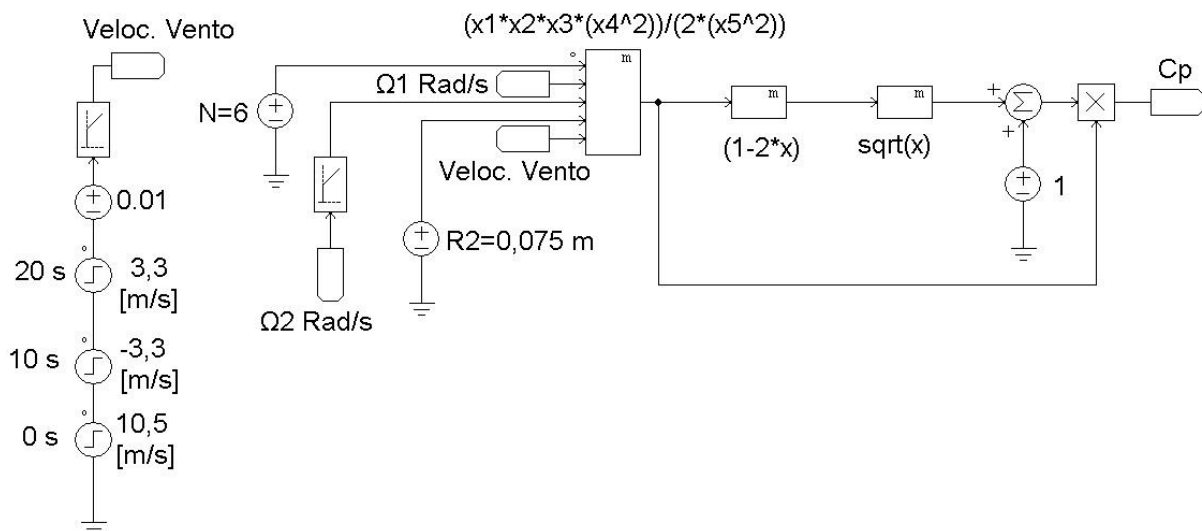 Veloc. Vento
0.01
20 s
3,3
[m/s]
10 s
-3,3
[m/s]
0 s
10,5
[m/s]
(x1*x2*x3*(x4^2))/(2*(x5^2))
m
N=6
Ω1 Rad/s
Veloc. Vento
R2=0,075 m
Ω2 Rad/s
m
(1-2*x)
m
sqrt(x)
+
Σ
+
1
×
Cp